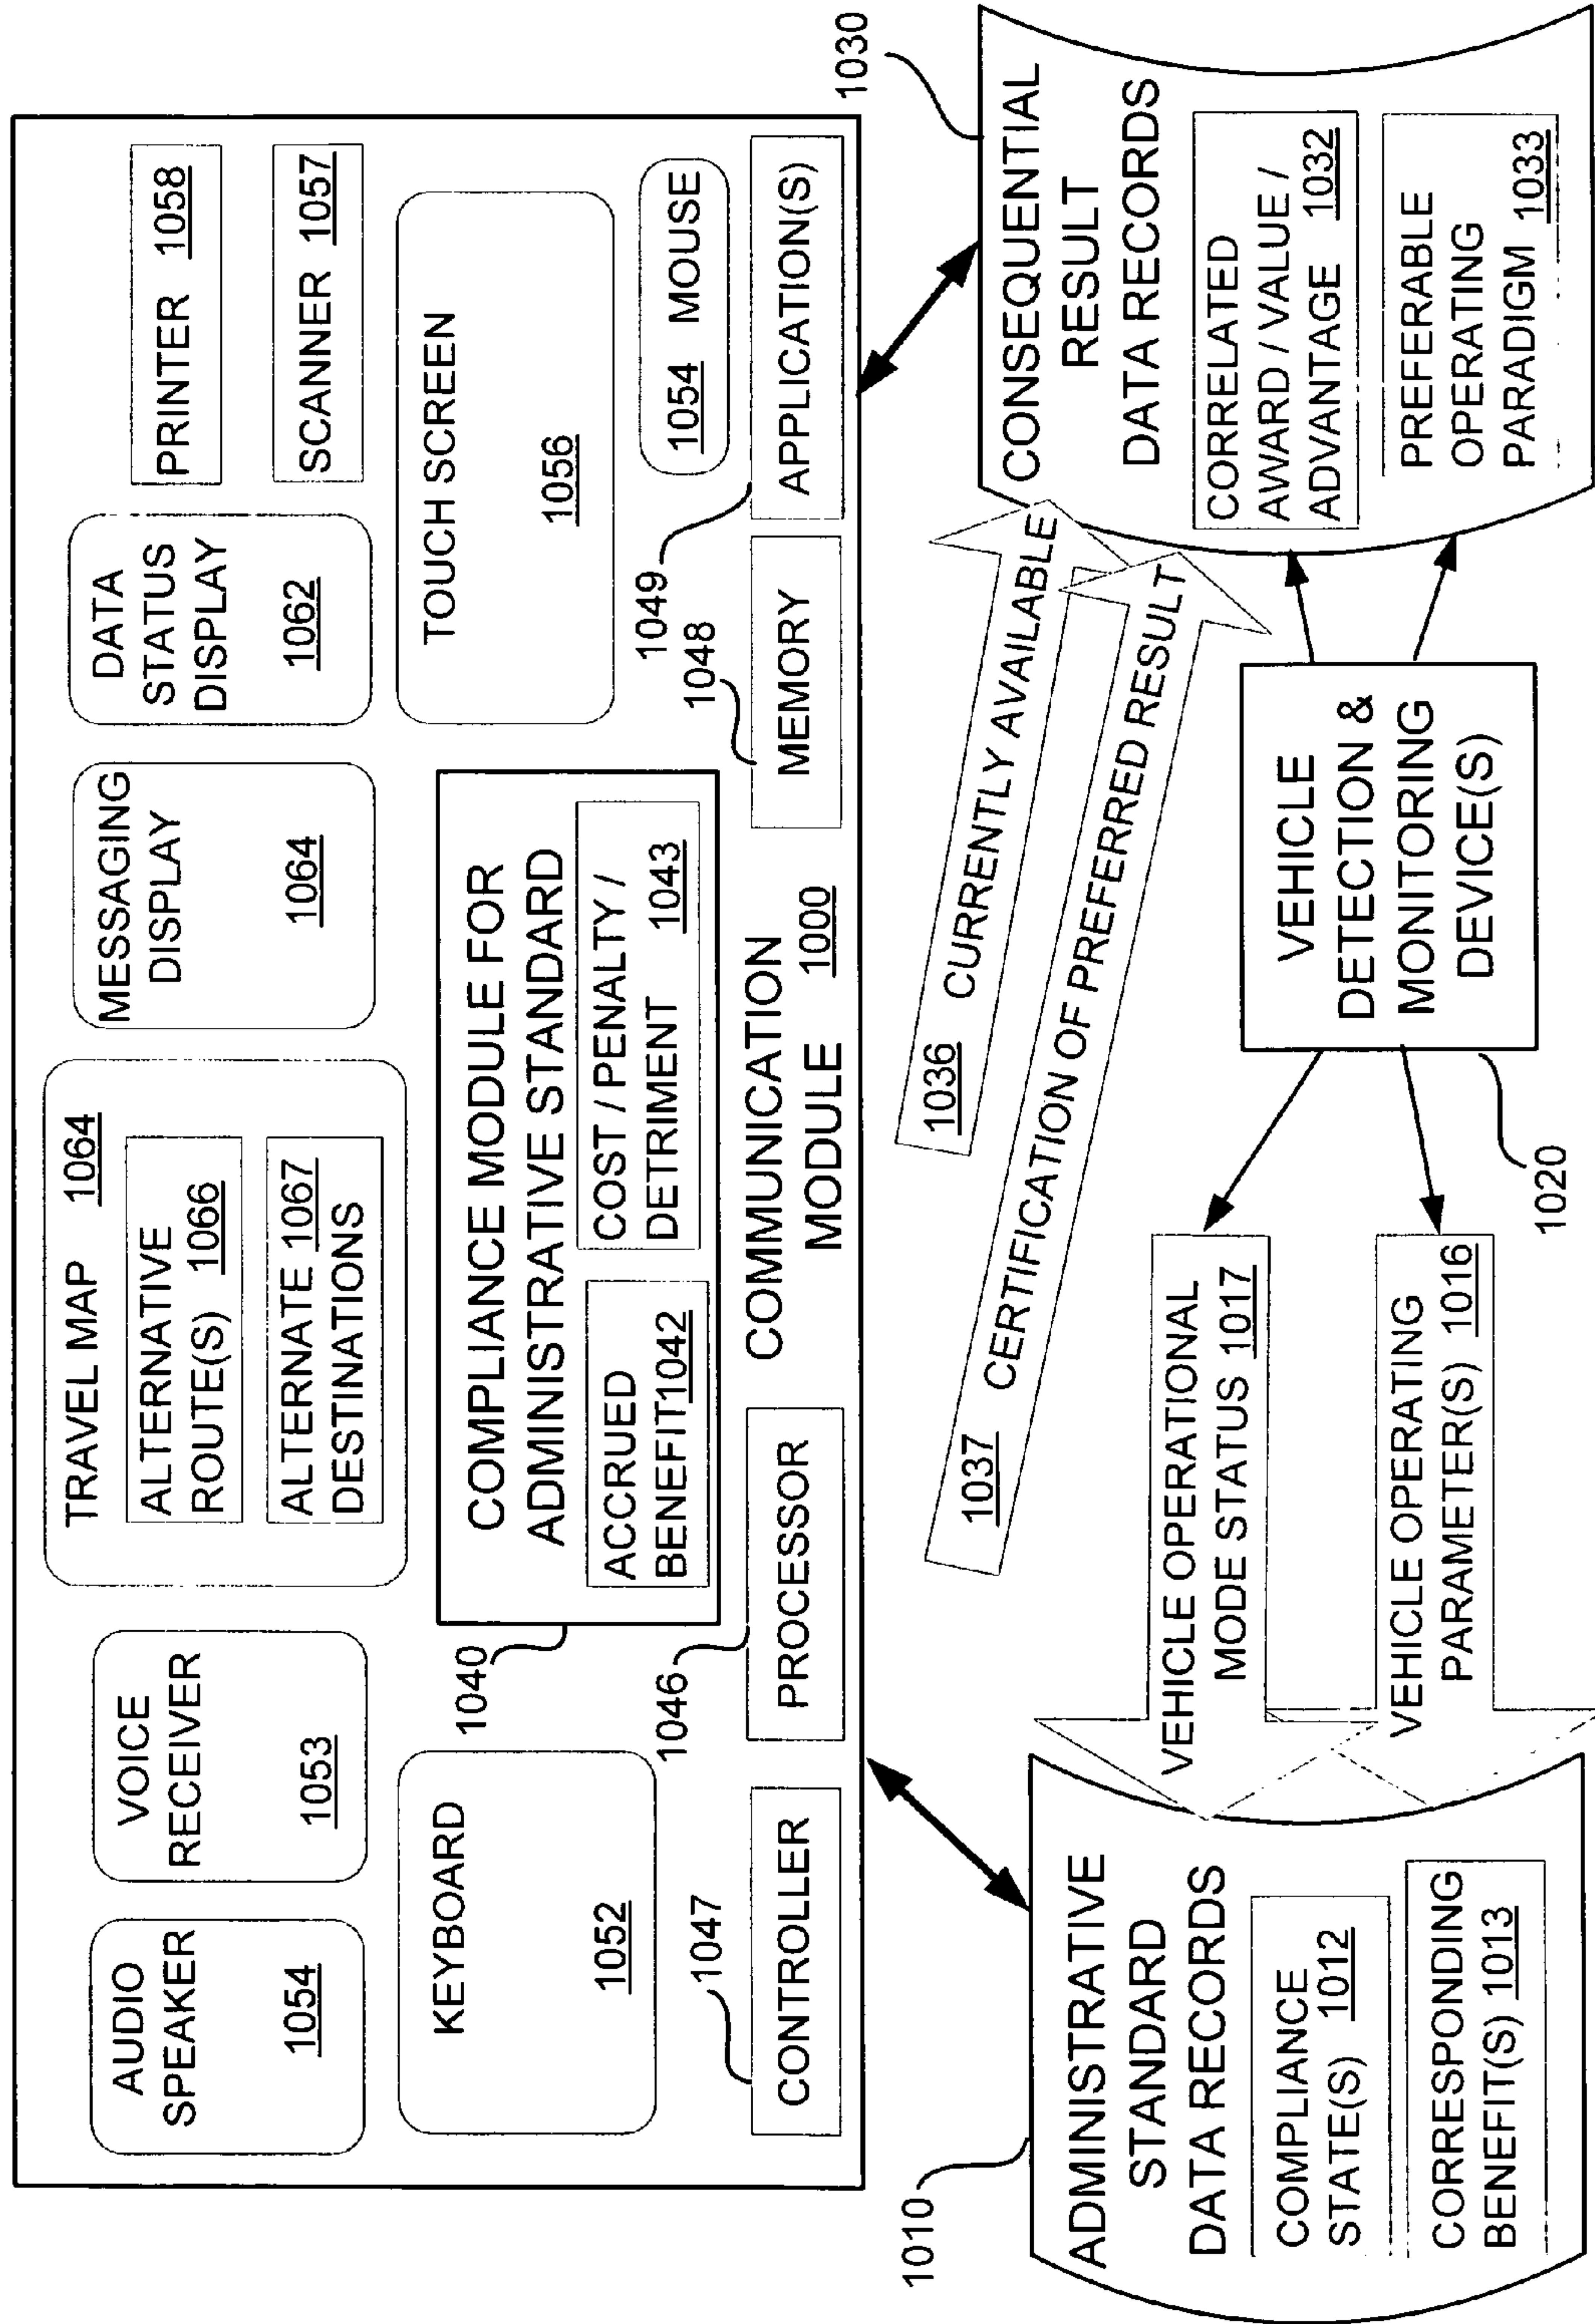 AUDIO
SPEAKER
1054
VOICE
RECEIVER
1053
TRAVEL MAP 1064
ALTERNATIVE
ROUTE(S) 1066
ALTERNATE 1067
DESTINATIONS
MESSAGING
DISPLAY
1064
DATA
STATUS
DISPLAY
1062
PRINTER 1058
SCANNER 1057
KEYBOARD
1052
1040
COMPLIANCE MODULE FOR
ADMINISTRATIVE STANDARD
ACCRUED
BENEFIT1042
COST / PENALTY /
DETRIMENT 1043
TOUCH SCREEN
1056
1054 MOUSE
1047
CONTROLLER
1046
PROCESSOR
COMMUNICATION
MODULE 1000
1048
MEMORY
1049
APPLICATION(S)
1010
ADMINISTRATIVE
STANDARD
DATA RECORDS
COMPLIANCE
STATE(S) 1012
CORRESPONDING
BENEFIT(S) 1013
1036 CURRENTLY AVAILABLE
1037 CERTIFICATION OF PREFERRED RESULT
VEHICLE OPERATIONAL
MODE STATUS 1017
VEHICLE OPERATING
PARAMETER(S) 1016
VEHICLE
DETECTION &
MONITORING
DEVICE(S)
1020
1030
CONSEQUENTIAL
RESULT
DATA RECORDS
CORRELATED
AWARD / VALUE /
ADVANTAGE 1032
PREFERABLE
OPERATING
PARADIGM 1033